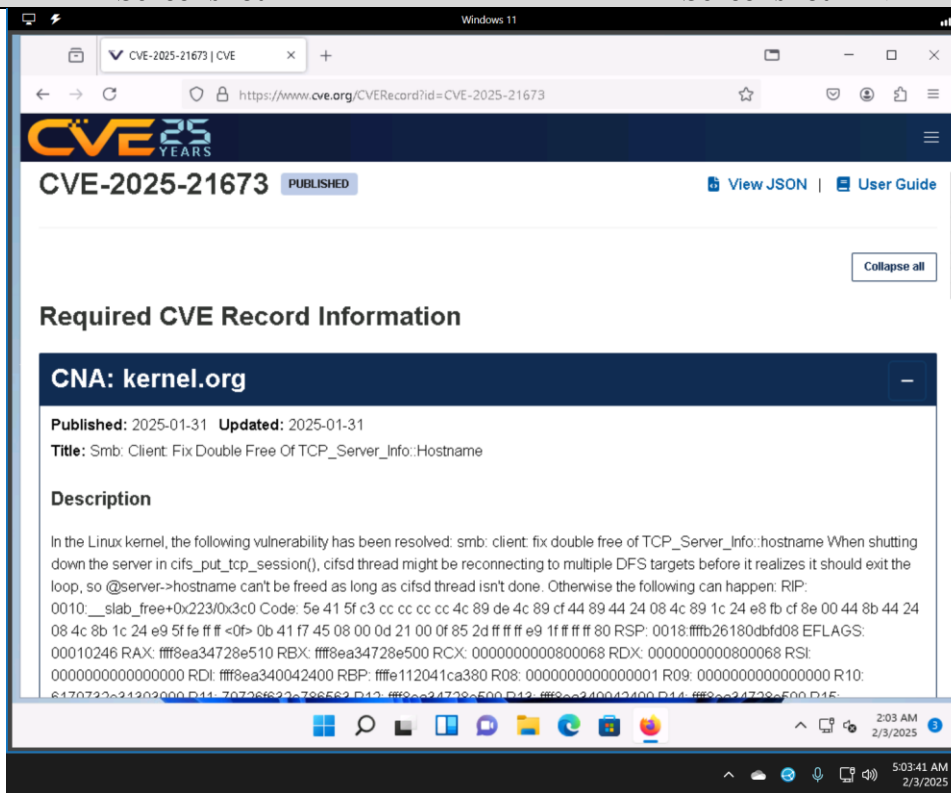 Windows 11
CVE-2025-21673 | CVE
https://www.cve.org/CVERecord?id=CVE-2025-21673
CVE 25 YEARS
CVE-2025-21673 PUBLISHED View JSON | User Guide
Collapse all
Required CVE Record Information
CNA: kernel.org
Published: 2025-01-31 Updated: 2025-01-31
Title: Smb: Client: Fix Double Free Of TCP_Server_Info::Hostname
Description
In the Linux kernel, the following vulnerability has been resolved: smb: client: fix double free of TCP_Server_Info::hostname When shutting
down the server in cifs_put_tcp_session(), cifsd thread might be reconnecting to multiple DFS targets before it realizes it should exit the
loop, so @server->hostname can't be freed as long as cifsd thread isn't done. Otherwise the following can happen: RIP:
0010:__slab_free+0x223/0x3c0 Code: 5e 41 5f c3 cc cc cc cc 4c 89 de 4c 89 cf 44 89 44 24 08 4c 89 1c 24 e8 fb cf 8e 00 44 8b 44 24
08 4c 8b 1c 24 e9 5f fe ff ff <0f> 0b 41 f7 45 08 00 0d 21 00 0f 85 2d ff ff ff e9 1f ff ff ff 80 RSP: 0018:ffffb26180dbfd08 EFLAGS:
00010246 RAX: ffff8ea34728e510 RBX: ffff8ea34728e500 RCX: 0000000000800068 RDX: 0000000000800068 RSI:
0000000000000000 RDI: ffff8ea340042400 RBP: ffffe112041ca380 R08: 0000000000000001 R09: 0000000000000000 R10:
6170732e31303000 R11: 70726f632e786563 R12: ffff8ea34728e500 R13: ffff8ea340042400 R14: ffff8ea34728e500 R15:
2:03 AM
2/3/2025
3
5:03:41 AM
2/3/2025